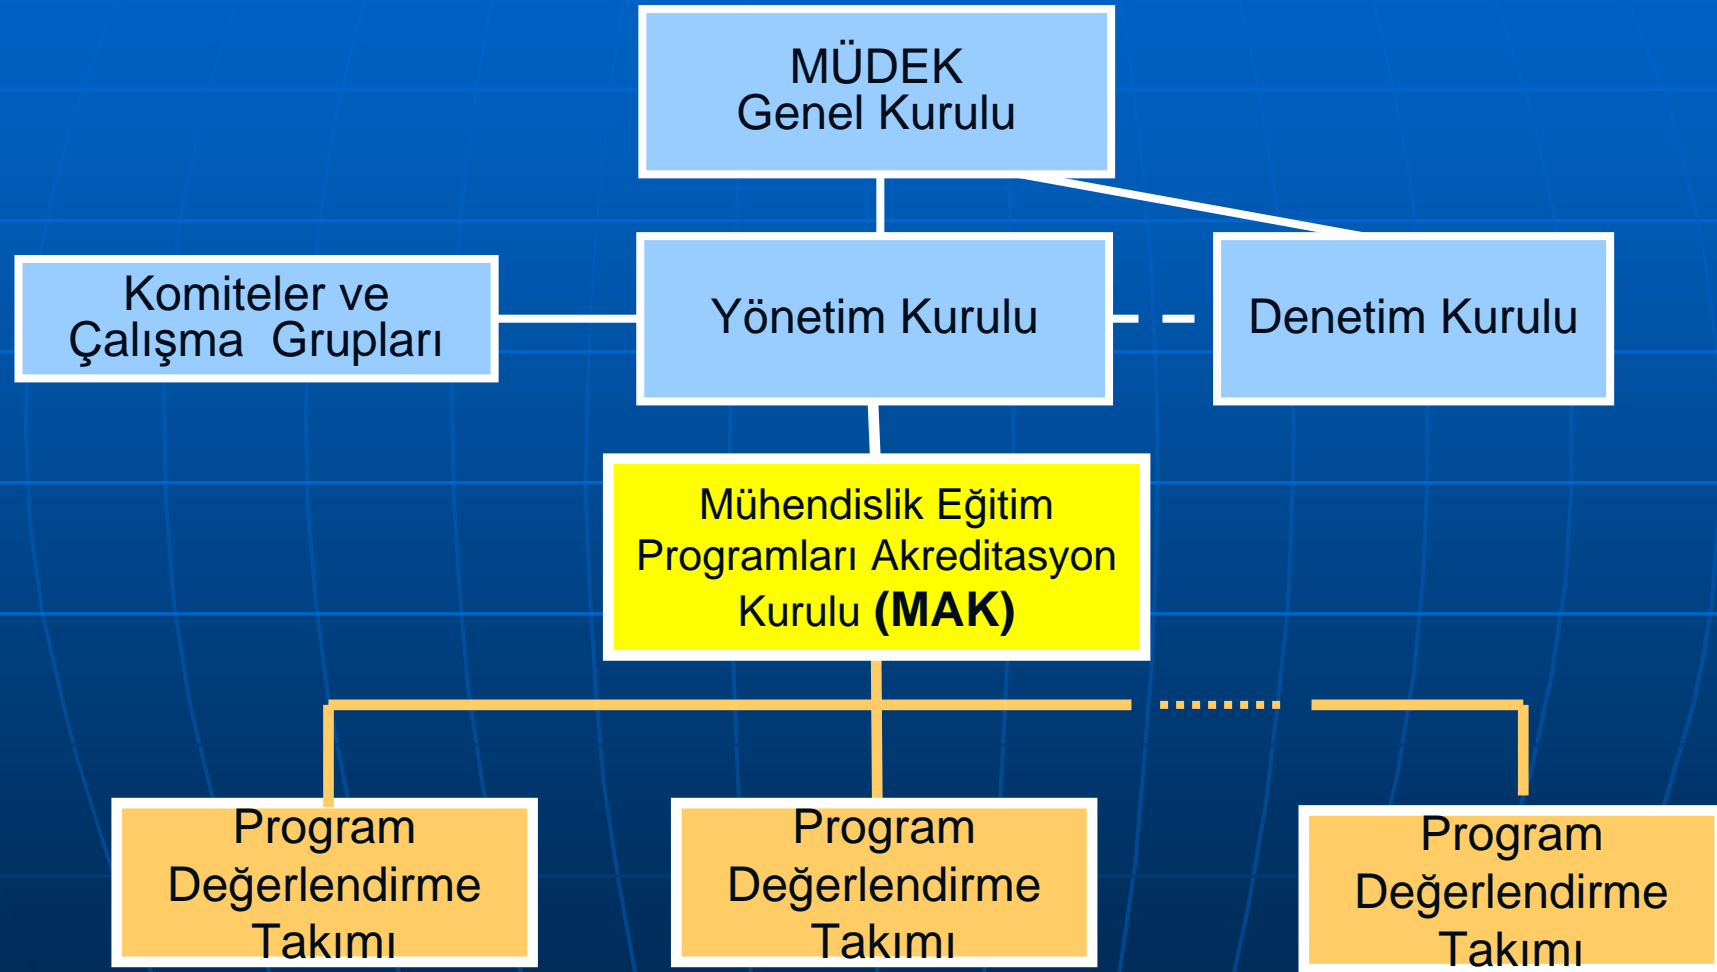 MÜDEK
Genel Kurulu
Komiteler ve
Çalışma Grupları
Yönetim Kurulu
Denetim Kurulu
Mühendislik Eğitim
Programları Akreditasyon
Kurulu (MAK)
Program
Değerlendirme
Takımı
Program
Değerlendirme
Takımı
Program
Değerlendirme
Takımı